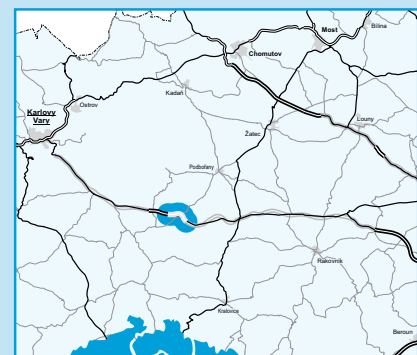 Bílina
Most
Chomutov
Kadaň
Ostrov
Karlovy
Vary
Louny
Žatec
Podbořany
Rakovník
Kralovice
Beroun